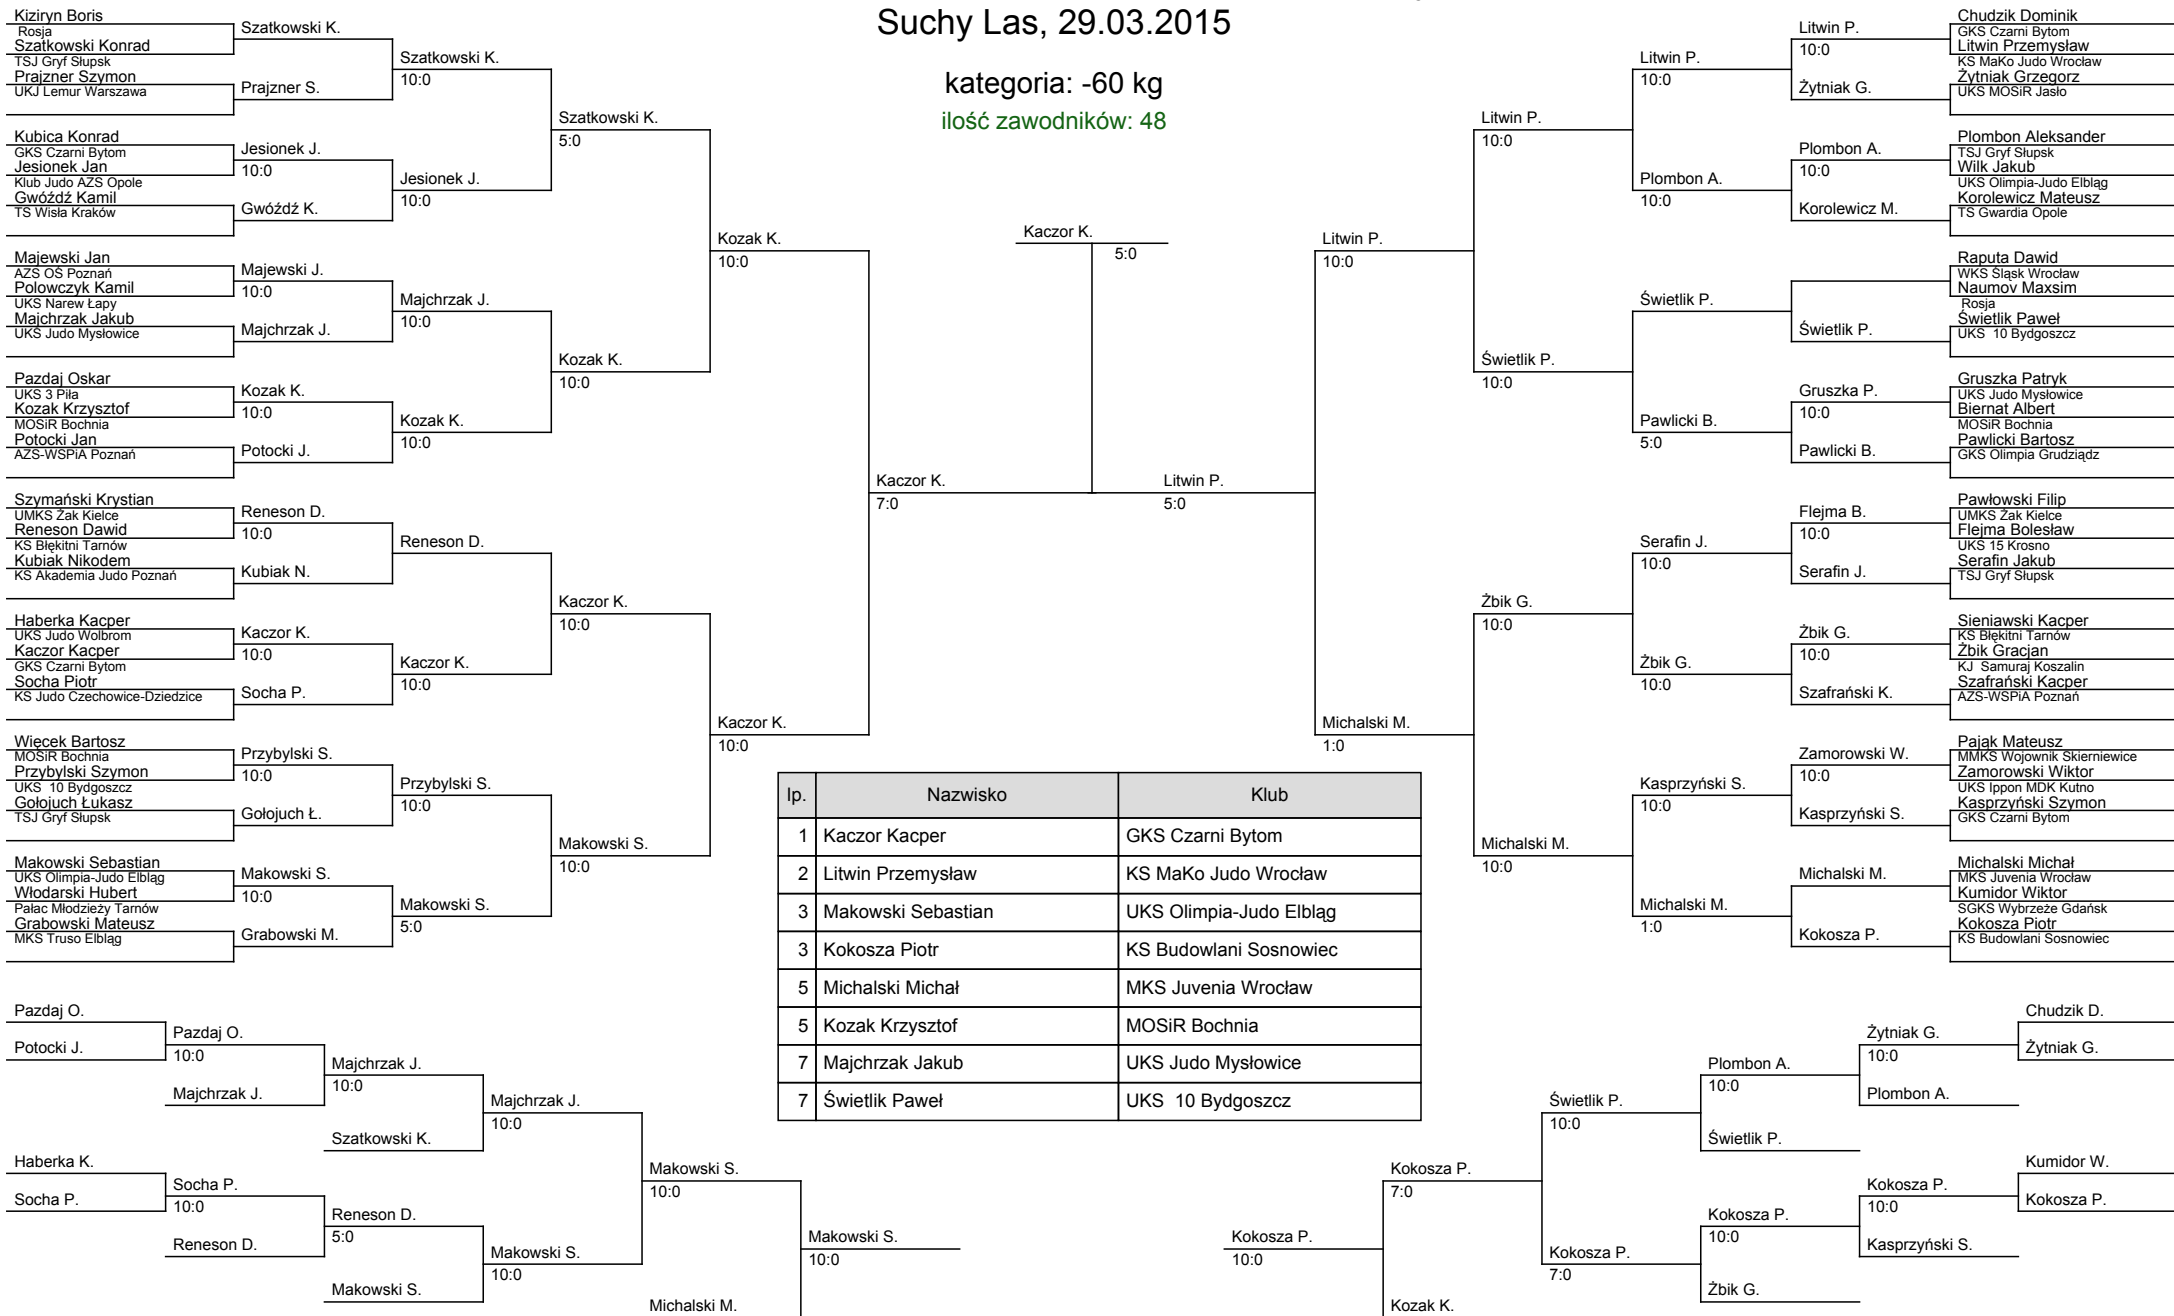 Suchy Las, 29.03.2015
kategoria: -60 kg
ilość zawodników: 48
Kiziryn Boris
Rosja
Szatkowski Konrad
TSJ Gryf Słupsk
Prajzner Szymon
UKJ Lemur Warszawa
Kubica Konrad
GKS Czarni Bytom
Jesionek Jan
Klub Judo AZS Opole
Gwóźdź Kamil
TS Wisła Kraków
Majewski Jan
AZS OŚ Poznań
Polowczyk Kamil
UKS Narew Łapy
Majchrzak Jakub
UKS Judo Mysłowice
Pazdaj Oskar
UKS 3 Piła
Kozak Krzysztof
MOSiR Bochnia
Potocki Jan
AZS-WSPiA Poznań
Szymański Krystian
UMKS Żak Kielce
Reneson Dawid
KS Błękitni Tarnów
Kubiak Nikodem
KS Akademia Judo Poznań
Haberka Kacper
UKS Judo Wolbrom
Kaczor Kacper
GKS Czarni Bytom
Socha Piotr
KS Judo Czechowice-Dziedzice
Więcek Bartosz
MOSiR Bochnia
Przybylski Szymon
UKS 10 Bydgoszcz
Gołojuch Łukasz
TSJ Gryf Słupsk
Makowski Sebastian
UKS Olimpia-Judo Elbląg
Włodarski Hubert
Pałac Młodzieży Tarnów
Grabowski Mateusz
MKS Truso Elbląg
Szatkowski K.
Prajzner S.
Jesionek J.
10:0
Gwóźdź K.
Majewski J.
10:0
Majchrzak J.
Kozak K.
10:0
Potocki J.
Reneson D.
10:0
Kubiak N.
Kaczor K.
10:0
Socha P.
Przybylski S.
10:0
Gołojuch Ł.
Makowski S.
10:0
Grabowski M.
Szatkowski K.
10:0
Jesionek J.
10:0
Majchrzak J.
10:0
Kozak K.
10:0
Reneson D.
Kaczor K.
10:0
Przybylski S.
10:0
Makowski S.
5:0
Szatkowski K.
5:0
Kozak K.
10:0
Kaczor K.
10:0
Makowski S.
10:0
Kozak K.
10:0
Kaczor K.
10:0
Kaczor K.
7:0
Kaczor K.
5:0
Litwin P.
5:0
Litwin P.
10:0
Michalski M.
1:0
Litwin P.
10:0
Świetlik P.
10:0
Żbik G.
10:0
Michalski M.
10:0
Litwin P.
10:0
Plombon A.
10:0
Świetlik P.
Pawlicki B.
5:0
Serafin J.
10:0
Żbik G.
10:0
Kasprzyński S.
10:0
Michalski M.
1:0
Litwin P.
10:0
Żytniak G.
Plombon A.
10:0
Korolewicz M.
Świetlik P.
Gruszka P.
10:0
Pawlicki B.
Flejma B.
10:0
Serafin J.
Żbik G.
10:0
Szafrański K.
Zamorowski W.
10:0
Kasprzyński S.
Michalski M.
Kokosza P.
Chudzik Dominik
GKS Czarni Bytom
Litwin Przemysław
KS MaKo Judo Wrocław
Żytniak Grzegorz
UKS MOSiR Jasło
Plombon Aleksander
TSJ Gryf Słupsk
Wilk Jakub
UKS Olimpia-Judo Elbląg
Korolewicz Mateusz
TS Gwardia Opole
Raputa Dawid
WKS Śląsk Wrocław
Naumov Maxsim
Rosja
Świetlik Paweł
UKS 10 Bydgoszcz
Gruszka Patryk
UKS Judo Mysłowice
Biernat Albert
MOSiR Bochnia
Pawlicki Bartosz
GKS Olimpia Grudziądz
Pawłowski Filip
UMKS Żak Kielce
Flejma Bolesław
UKS 15 Krosno
Serafin Jakub
TSJ Gryf Słupsk
Sieniawski Kacper
KS Błękitni Tarnów
Żbik Gracjan
KJ Samuraj Koszalin
Szafrański Kacper
AZS-WSPiA Poznań
Pająk Mateusz
MMKS Wojownik Skierniewice
Zamorowski Wiktor
UKS Ippon MDK Kutno
Kasprzyński Szymon
GKS Czarni Bytom
Michalski Michał
MKS Juvenia Wrocław
Kumidor Wiktor
SGKS Wybrzeże Gdańsk
Kokosza Piotr
KS Budowlani Sosnowiec
lp. Nazwisko Klub
1 Kaczor Kacper GKS Czarni Bytom
2 Litwin Przemysław KS MaKo Judo Wrocław
3 Makowski Sebastian UKS Olimpia-Judo Elbląg
3 Kokosza Piotr KS Budowlani Sosnowiec
5 Michalski Michał MKS Juvenia Wrocław
5 Kozak Krzysztof MOSiR Bochnia
7 Majchrzak Jakub UKS Judo Mysłowice
7 Świetlik Paweł UKS 10 Bydgoszcz
Pazdaj O.
Potocki J.
Haberka K.
Socha P.
Pazdaj O.
10:0
Majchrzak J.
Socha P.
10:0
Reneson D.
Majchrzak J.
10:0
Szatkowski K.
Reneson D.
5:0
Makowski S.
Majchrzak J.
10:0
Makowski S.
10:0
Makowski S.
10:0
Michalski M.
Makowski S.
10:0
Kokosza P.
10:0
Kokosza P.
7:0
Kozak K.
Świetlik P.
10:0
Kokosza P.
7:0
Plombon A.
10:0
Świetlik P.
Kokosza P.
10:0
Żbik G.
Żytniak G.
10:0
Plombon A.
Kokosza P.
10:0
Kasprzyński S.
Chudzik D.
Żytniak G.
Kumidor W.
Kokosza P.